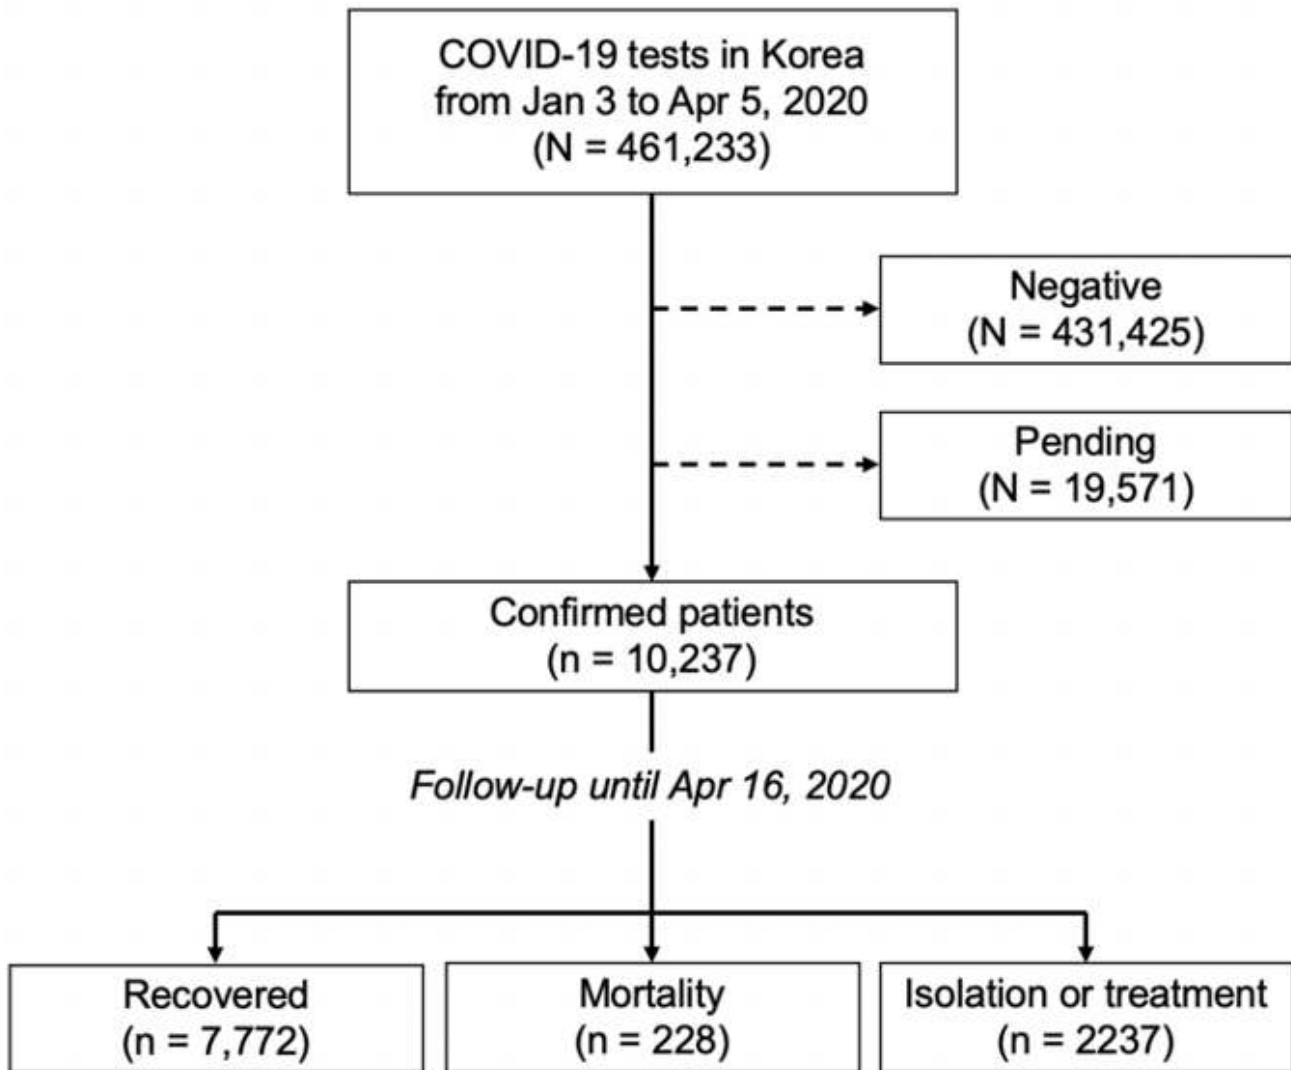 COVID-19 tests in Korea
from Jan 3 to Apr 5, 2020
(N = 461,233)
Negative
(N = 431,425)
Pending
(N = 19,571)
Confirmed patients
(n = 10,237)
Follow-up until Apr 16, 2020
Recovered
(n = 7,772)
Mortality
(n = 228)
Isolation or treatment
(n = 2237)